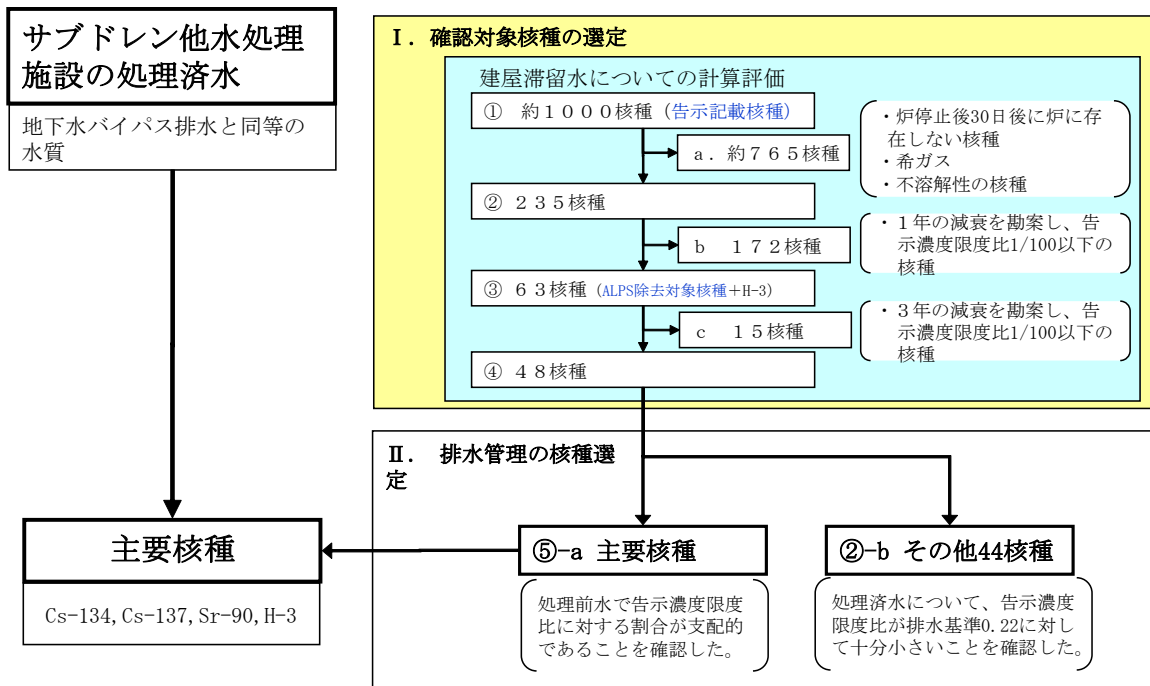 サブドレン他水処理
施設の処理済水
地下水バイパス排水と同等の
水質
Ⅰ. 確認対象核種の選定
建屋滞留水についての計算評価
① 約1000核種（告示記載核種）
a. 約765核種
・炉停止後30日後に炉に存
在しない核種
・希ガス
・不溶解性の核種
② 235核種
b 172核種
・1年の減衰を勘案し、告
示濃度限度比1/100以下の
核種
③ 63核種（ALPS除去対象核種＋H-3）
c 15核種
・3年の減衰を勘案し、告
示濃度限度比1/100以下の
核種
④ 48核種
Ⅱ. 排水管理の核種選
定
主要核種
Cs-134,Cs-137,Sr-90,H-3
⑤-a 主要核種
処理前水で告示濃度限度
比に対する割合が支配的
であることを確認した。
②-b その他44核種
処理済水について、告示濃度
限度比が排水基準0.22に対し
て十分小さいことを確認した。